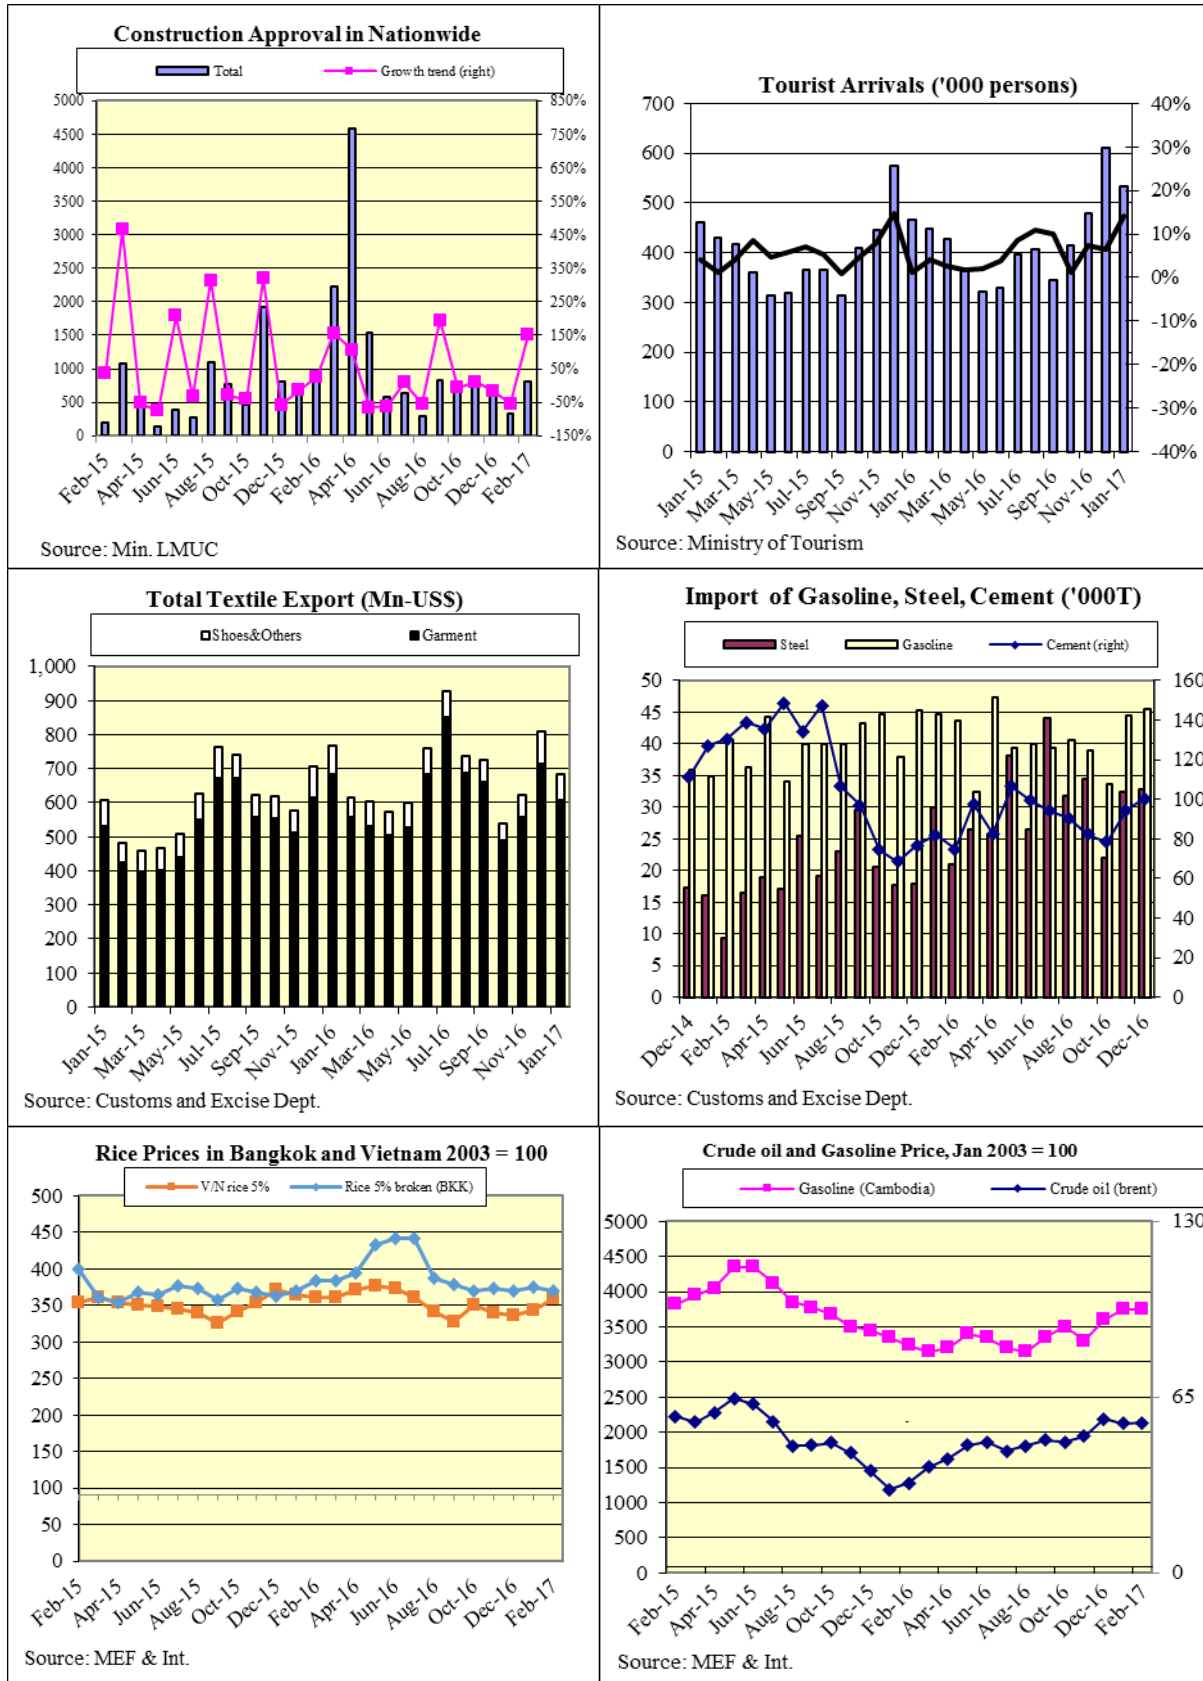 Construction Approval in Nationwide
Total
Growth trend (right)
5000
4500
4000
3500
3000
2500
2000
1500
1000
500
0
850%
750%
650%
550%
450%
350%
250%
150%
50%
-50%
-150%
Feb-15
Apr-15
Jun-15
Aug-15
Oct-15
Dec-15
Feb-16
Apr-16
Jun-16
Aug-16
Oct-16
Dec-16
Feb-17
Source: Min. LMUC
Tourist Arrivals ('000 persons)
700
600
500
400
300
200
100
0
40%
30%
20%
10%
0%
-10%
-20%
-30%
-40%
Jan-15
Mar-15
May-15
Jul-15
Sep-15
Nov-15
Jan-16
Mar-16
May-16
Jul-16
Sep-16
Nov-16
Jan-17
Source: Ministry of Tourism
Total Textile Export (Mn-US$)
Shoes&Others
Garment
1,000
900
800
700
600
500
400
300
200
100
0
Jan-15
Mar-15
May-15
Jul-15
Sep-15
Nov-15
Jan-16
Mar-16
May-16
Jul-16
Sep-16
Nov-16
Jan-17
Source: Customs and Excise Dept.
Import of Gasoline, Steel, Cement ('000T)
Steel
Gasoline
Cement (right)
50
45
40
35
30
25
20
15
10
5
0
160
140
120
100
80
60
40
20
0
Dec-14
Feb-15
Apr-15
Jun-15
Aug-15
Oct-15
Dec-15
Feb-16
Apr-16
Jun-16
Aug-16
Oct-16
Dec-16
Source: Customs and Excise Dept.
Rice Prices in Bangkok and Vietnam 2003 = 100
V/N rice 5%
Rice 5% broken (BKK)
500
450
400
350
300
250
200
150
100
50
0
Feb-15
Apr-15
Jun-15
Aug-15
Oct-15
Dec-15
Feb-16
Apr-16
Jun-16
Aug-16
Oct-16
Dec-16
Feb-17
Source: MEF & Int.
Crude oil and Gasoline Price, Jan 2003 = 100
Gasoline (Cambodia)
Crude oil (brent)
5000
4500
4000
3500
3000
2500
2000
1500
1000
500
0
130
65
0
-
Feb-15
Apr-15
Jun-15
Aug-15
Oct-15
Dec-15
Feb-16
Apr-16
Jun-16
Aug-16
Oct-16
Dec-16
Feb-17
Source: MEF & Int.